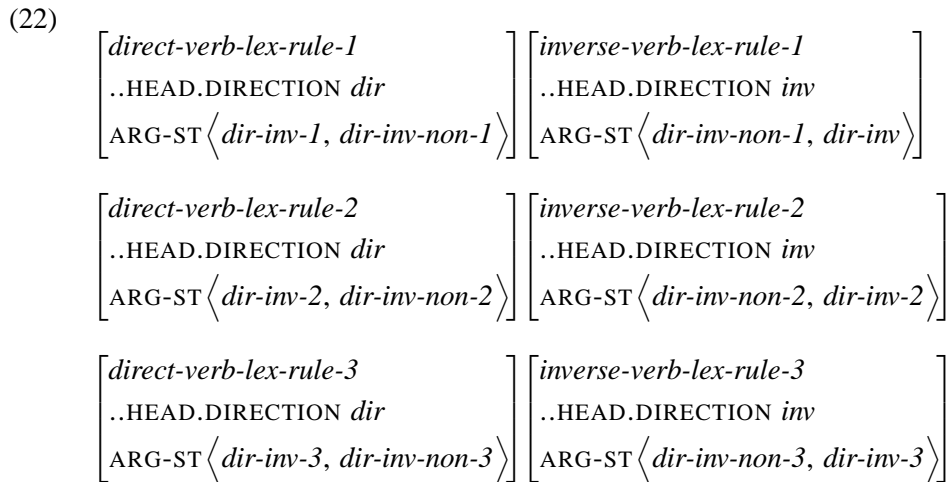 (22)
[direct-verb-lex-rule-1] [inverse-verb-lex-rule-1]
[..HEAD.DIRECTION dir] [..HEAD.DIRECTION inv]
[ARG-ST⟨dir-inv-1, dir-inv-non-1⟩] [ARG-ST⟨dir-inv-non-1, dir-inv⟩]
[direct-verb-lex-rule-2] [inverse-verb-lex-rule-2]
[..HEAD.DIRECTION dir] [..HEAD.DIRECTION inv]
[ARG-ST⟨dir-inv-2, dir-inv-non-2⟩] [ARG-ST⟨dir-inv-non-2, dir-inv-2⟩]
[direct-verb-lex-rule-3] [inverse-verb-lex-rule-3]
[..HEAD.DIRECTION dir] [..HEAD.DIRECTION inv]
[ARG-ST⟨dir-inv-3, dir-inv-non-3⟩] [ARG-ST⟨dir-inv-non-3, dir-inv-3⟩]